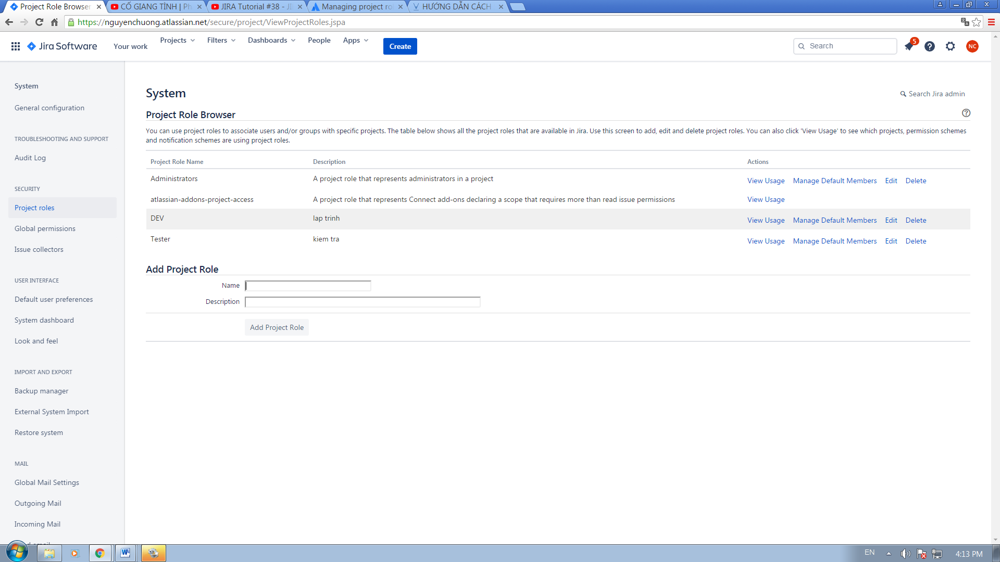 Project Role Browser
CỐ GIANG TÌNH | Ph
JIRA Tutorial #38 - JI
Managing project ro
HƯỚNG DẪN CÁCH
https://nguyenchuong.atlassian.net/secure/project/ViewProjectRoles.jspa
Jira Software
Your work
Projects
Filters
Dashboards
People
Apps
Create
Search
5
NC
System
General configuration
TROUBLESHOOTING AND SUPPORT
Audit Log
SECURITY
Project roles
Global permissions
Issue collectors
USER INTERFACE
Default user preferences
System dashboard
Look and feel
IMPORT AND EXPORT
Backup manager
External System Import
Restore system
MAIL
Global Mail Settings
Outgoing Mail
Incoming Mail
System
Search Jira admin
Project Role Browser
You can use project roles to associate users and/or groups with specific projects. The table below shows all the project roles that are available in Jira. Use this screen to add, edit and delete project roles. You can also click 'View Usage' to see which projects, permission schemes
and notification schemes are using project roles.
Project Role Name Description Actions
Administrators A project role that represents administrators in a project View Usage Manage Default Members Edit Delete
atlassian-addons-project-access A project role that represents Connect add-ons declaring a scope that requires more than read issue permissions View Usage
DEV lap trinh View Usage Manage Default Members Edit Delete
Tester kiem tra View Usage Manage Default Members Edit Delete
Add Project Role
Name
Description
Add Project Role
EN
4:13 PM